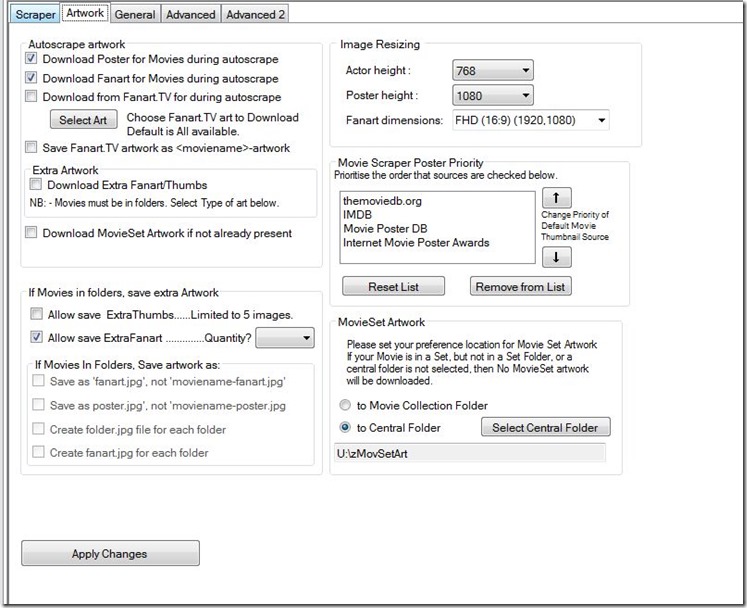 Scraper Artwork General Advanced Advanced 2
Autoscrape artwork
Download Poster for Movies during autoscrape
Download Fanart for Movies during autoscrape
Download from Fanart.TV for during autoscrape
Select Art
Choose Fanart.TV art to Download
Default is All available.
Save Fanart.TV artwork as <moviename>-artwork
Extra Artwork
Download Extra Fanart/Thumbs
NB: - Movies must be in folders. Select Type of art below.
Download MovieSet Artwork if not already present
If Movies in folders, save extra Artwork
Allow save ExtraThumbs......Limited to 5 images.
Allow save ExtraFanart ..............Quantity?
If Movies In Folders, Save artwork as:
Save as 'fanart.jpg', not 'moviename-fanart.jpg'
Save as poster.jpg', not 'moviename-poster.jpg
Create folder.jpg file for each folder
Create fanart.jpg for each folder
Apply Changes
Image Resizing
Actor height : 768
Poster height : 1080
Fanart dimensions: FHD (16:9) (1920,1080)
Movie Scraper Poster Priority
Prioritise the order that sources are checked below.
themoviedb.org
IMDB
Movie Poster DB
Internet Movie Poster Awards
↑
Change Priority of
Default Movie
Thumbnail Source
↓
Reset List Remove from List
MovieSet Artwork
Please set your preference location for Movie Set Artwork
If your Movie is in a Set, but not in a Set Folder, or a
central folder is not selected, then No MovieSet artwork
will be downloaded.
to Movie Collection Folder
to Central Folder Select Central Folder
U:\zMovSetArt